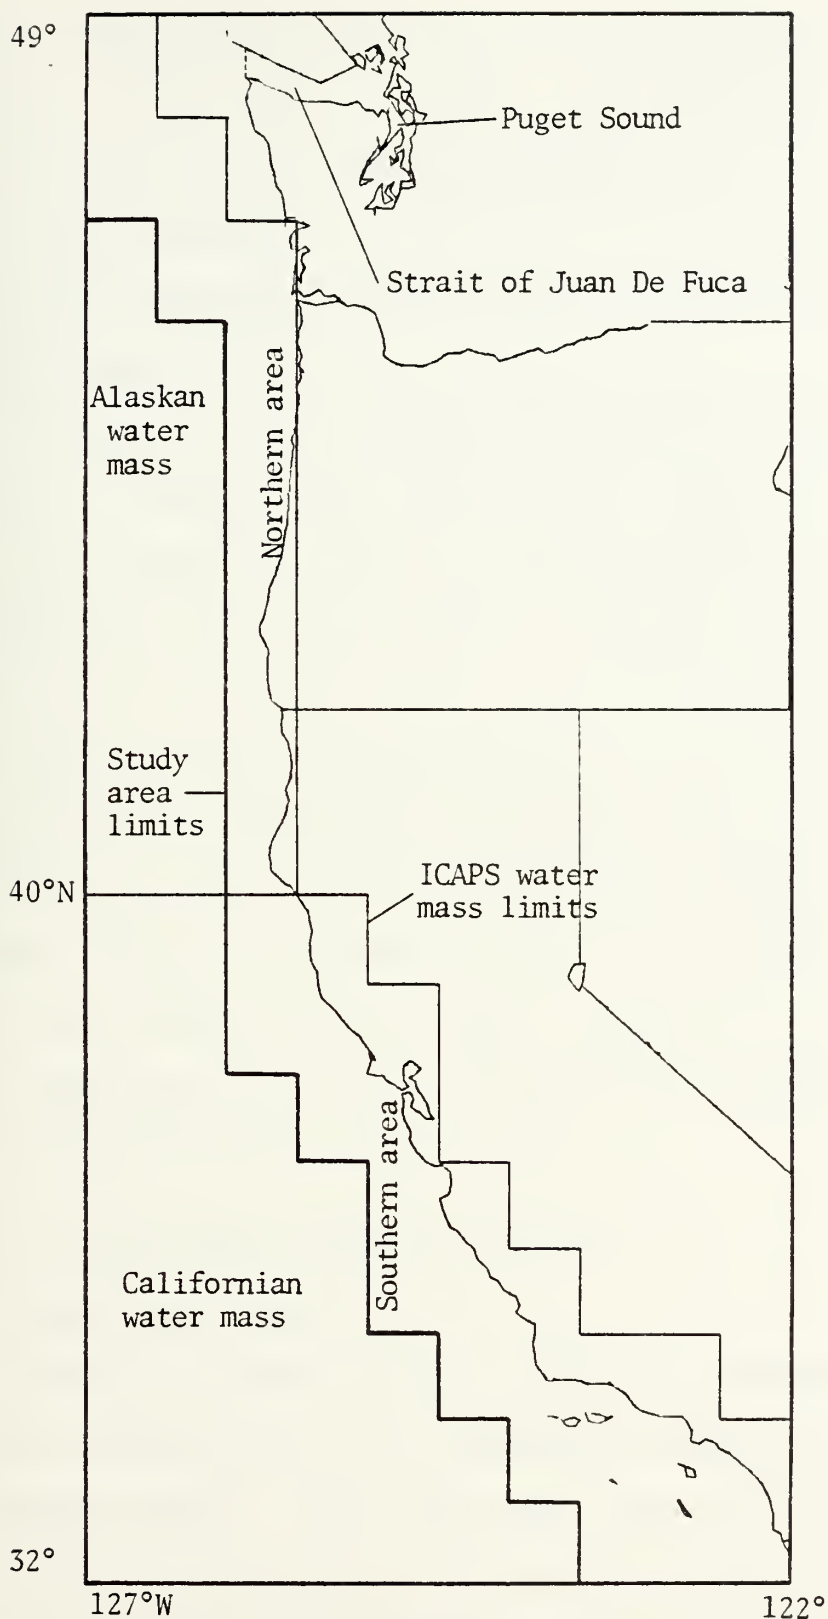 49°
Puget Sound
Strait of Juan De Fuca
Northern area
Alaskan
water
mass
Study
area
limits
40°N
ICAPS water
mass limits
Southern area
Californian
water mass
32°
127°W
122°